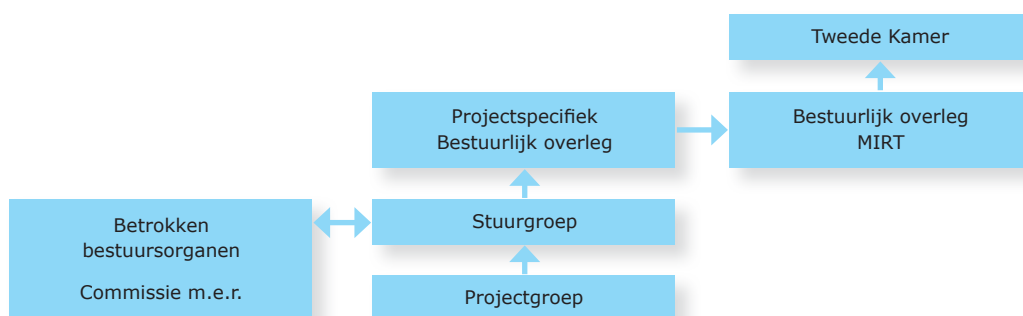 Tweede Kamer
Projectspecifiek
Bestuurlijk overleg
Bestuurlijk overleg
MIRT
Betrokken
bestuursorganen
Commissie m.e.r.
Stuurgroep
Projectgroep